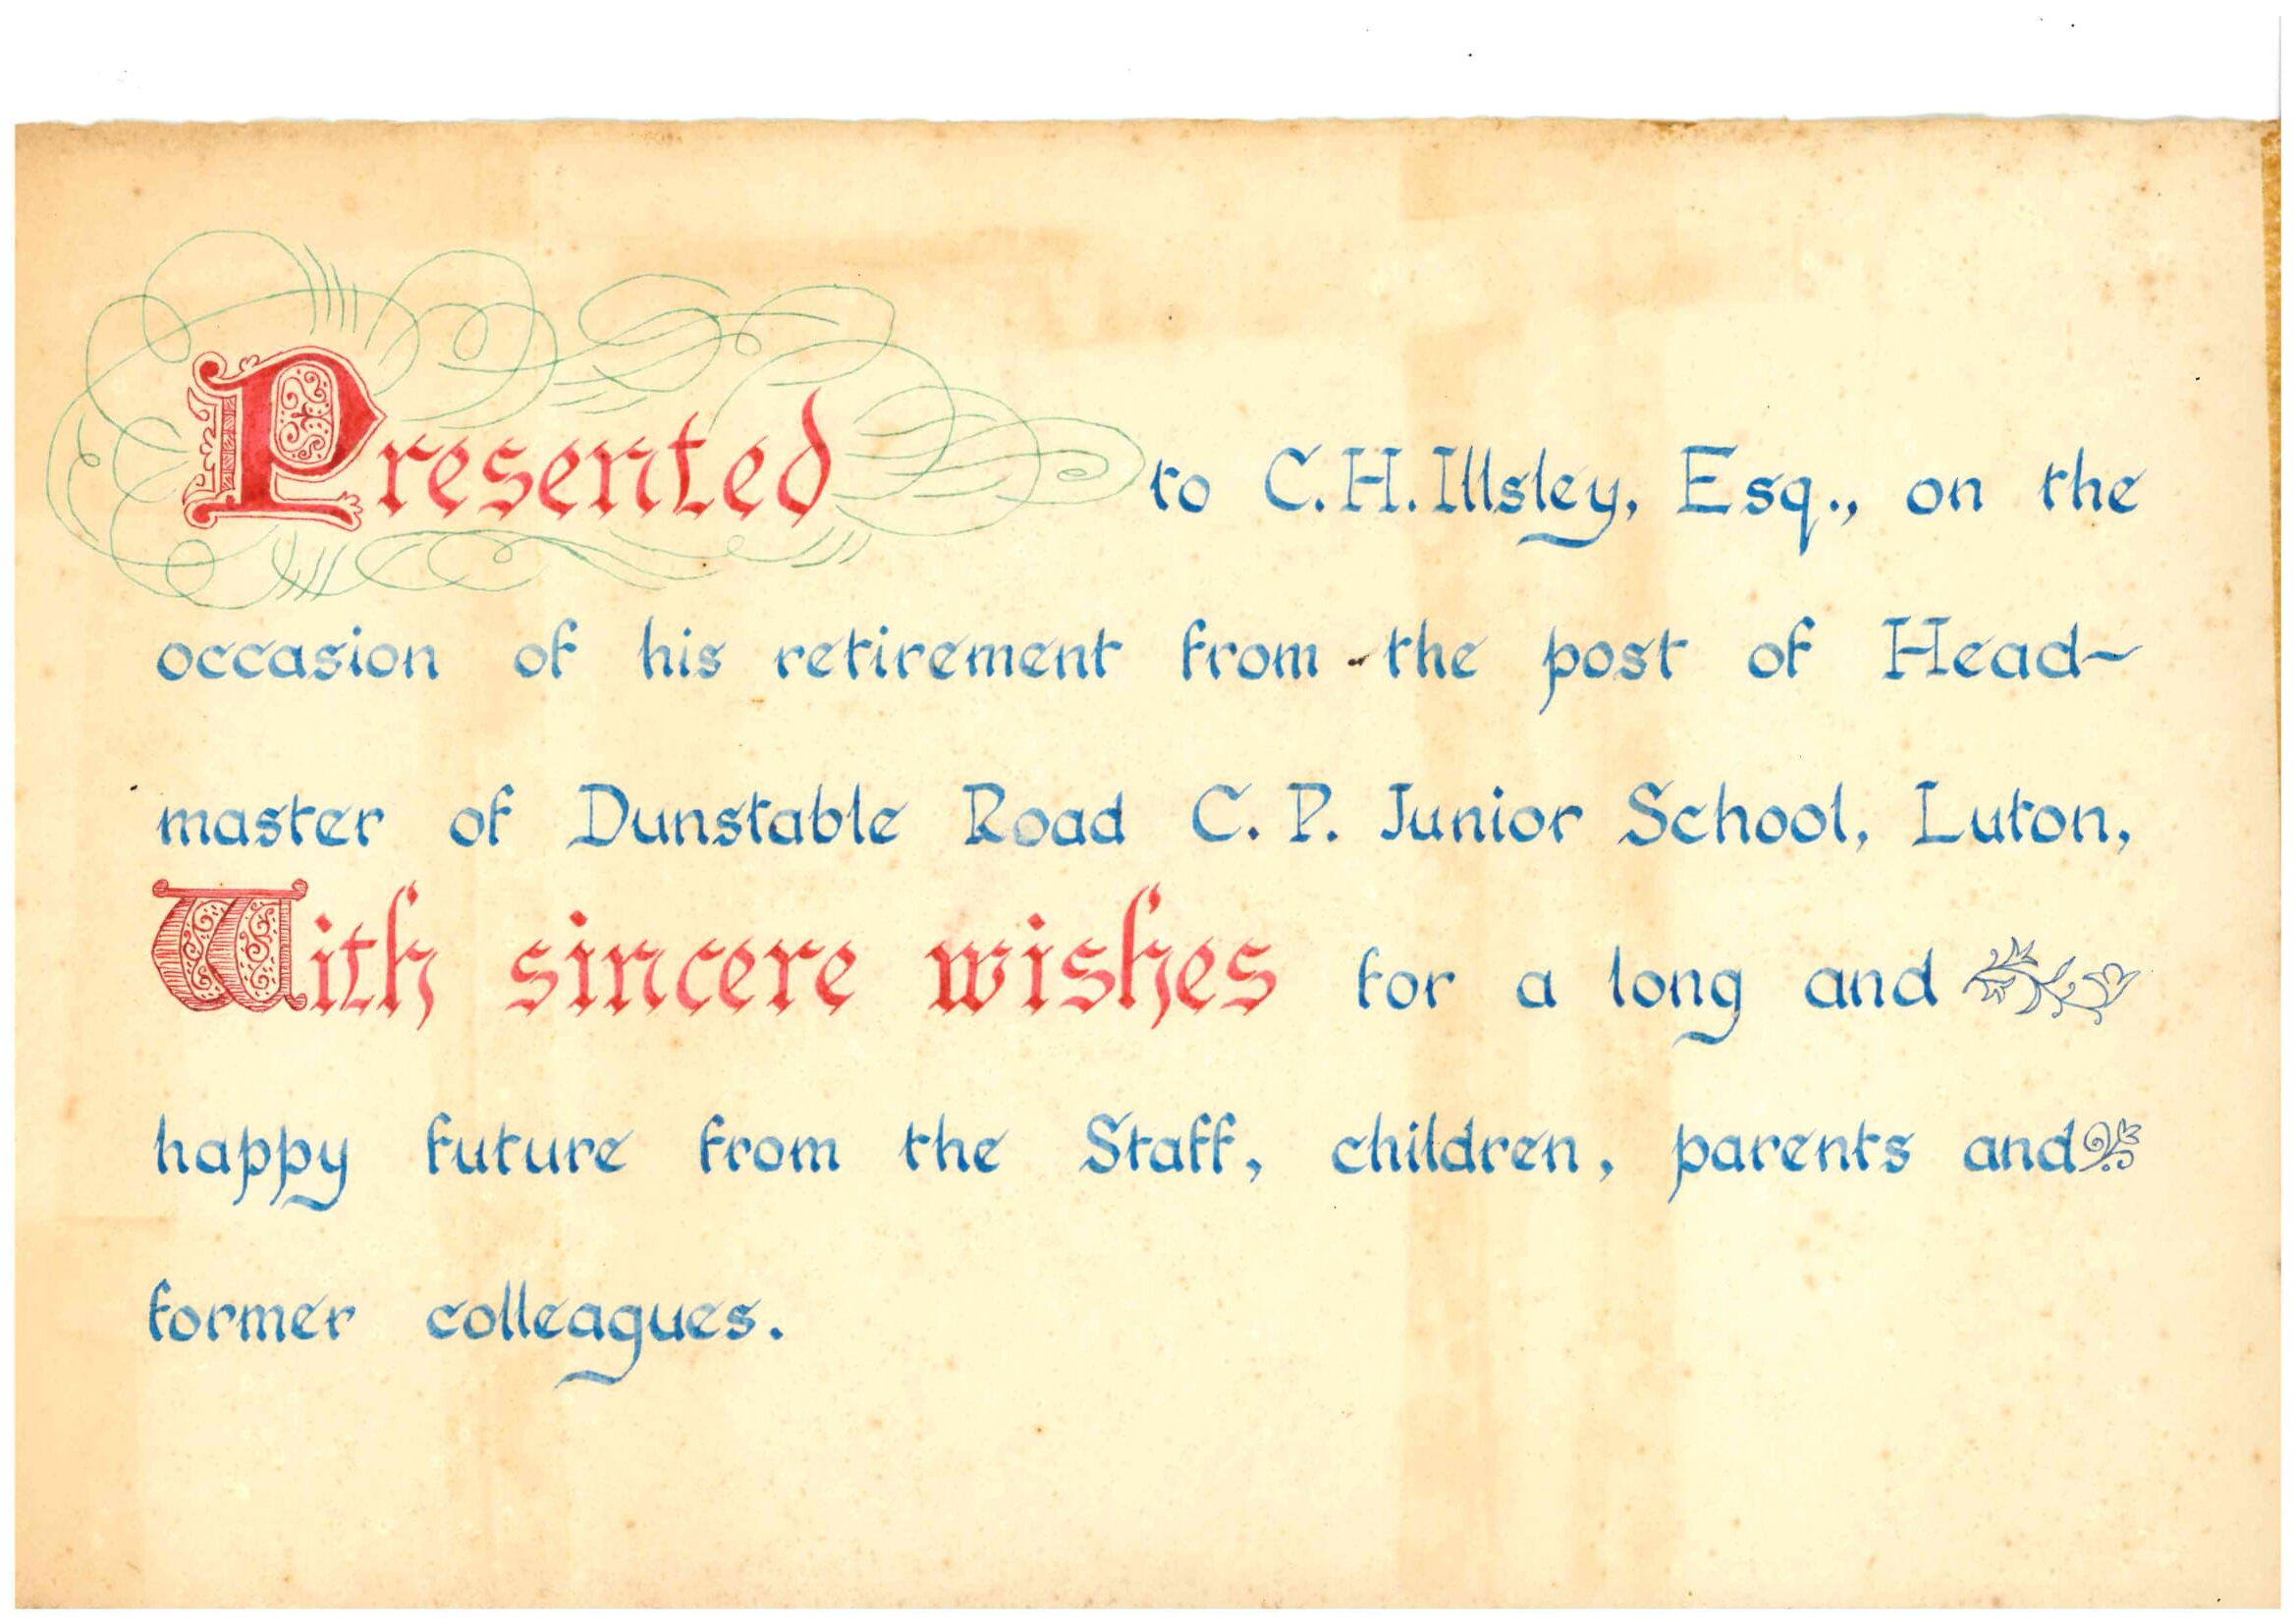 Presented to C.H. Illsley, Esq., on the
occasion of his retirement from the post of Head~
master of Dunstable Road C. P. Junior School, Luton,
With sincere wishes for a long and
happy future from the Staff, children, parents and
former colleagues.